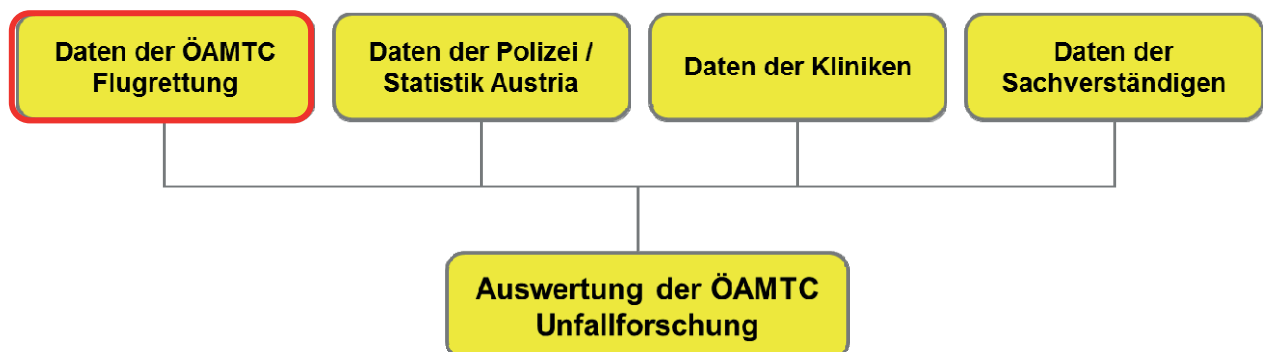 Daten der ÖAMTC
Flugrettung
Daten der Polizei /
Statistik Austria
Daten der Kliniken
Daten der
Sachverständigen
Auswertung der ÖAMTC
Unfallforschung